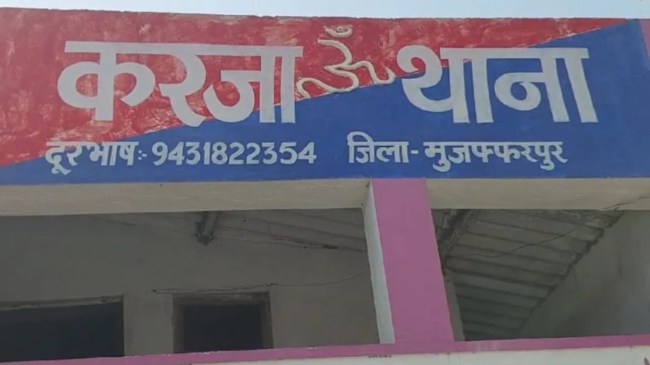 करजा ॐ थाना
दूरभाष:- 9431822354 जिला- मुजफ्फरपुर